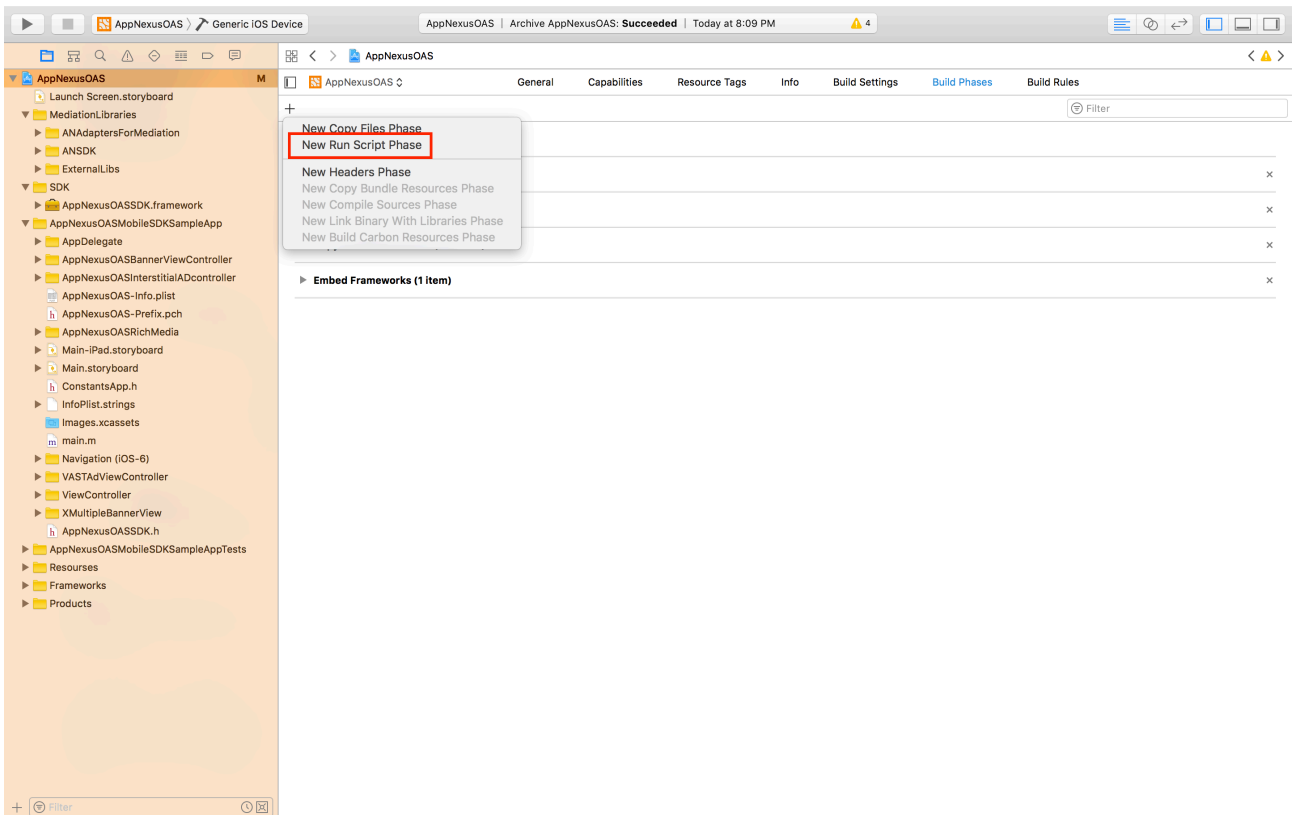 AppNexusOAS
Generic iOS Device
AppNexusOAS | Archive AppNexusOAS: Succeeded | Today at 8:09 PM
4
AppNexusOAS
M
Launch Screen.storyboard
MediationLibraries
ANAdaptersForMediation
ANSDK
ExternalLibs
SDK
AppNexusOASSDK.framework
AppNexusOASMobileSDKSampleApp
AppDelegate
AppNexusOASBannerViewController
AppNexusOASInterstitialADcontroller
AppNexusOAS-Info.plist
h AppNexusOAS-Prefix.pch
AppNexusOASRichMedia
Main-iPad.storyboard
Main.storyboard
h ConstantsApp.h
InfoPlist.strings
Images.xcassets
m main.m
Navigation (iOS-6)
VASTAdViewController
ViewController
XMultipleBannerView
h AppNexusOASSDK.h
AppNexusOASMobileSDKSampleAppTests
Resourses
Frameworks
Products
Filter
AppNexusOAS
AppNexusOAS
General
Capabilities
Resource Tags
Info
Build Settings
Build Phases
Build Rules
Filter
New Copy Files Phase
New Run Script Phase
New Headers Phase
New Copy Bundle Resources Phase
New Compile Sources Phase
New Link Binary With Libraries Phase
New Build Carbon Resources Phase
Embed Frameworks (1 item)